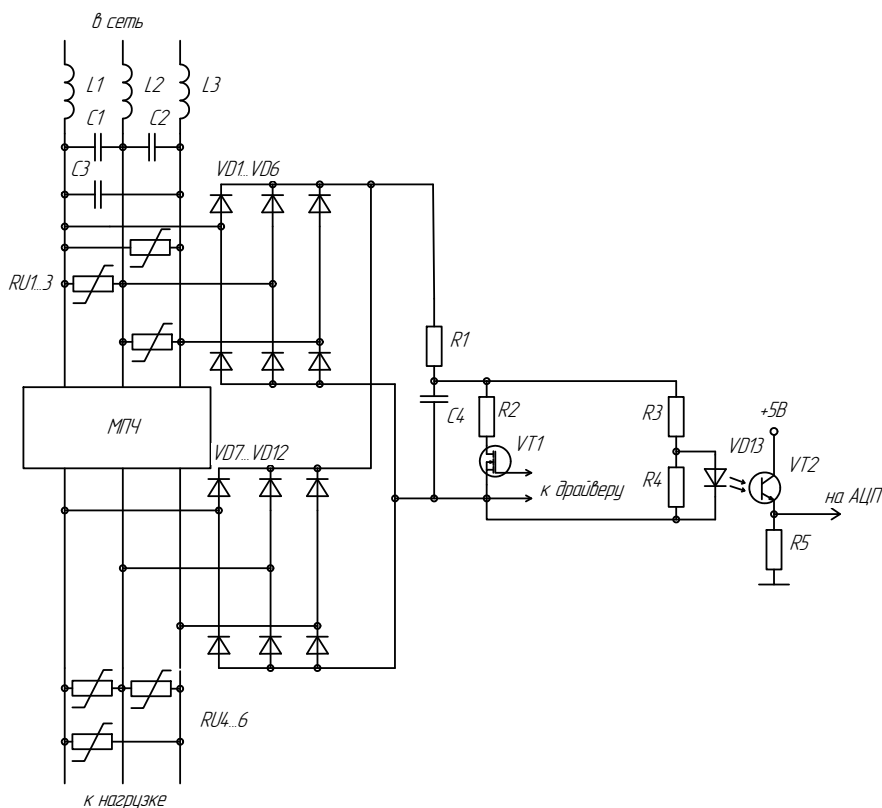 в сеть
L1
L2
L3
C1
C2
C3
VD1...VD6
RU1...3
R1
МПЧ
C4
R2
R3
+5В
VT1
VD13
VT2
VD7...VD12
R4
к драйверу
на АЦП
R5
RU4...6
к нагрузке